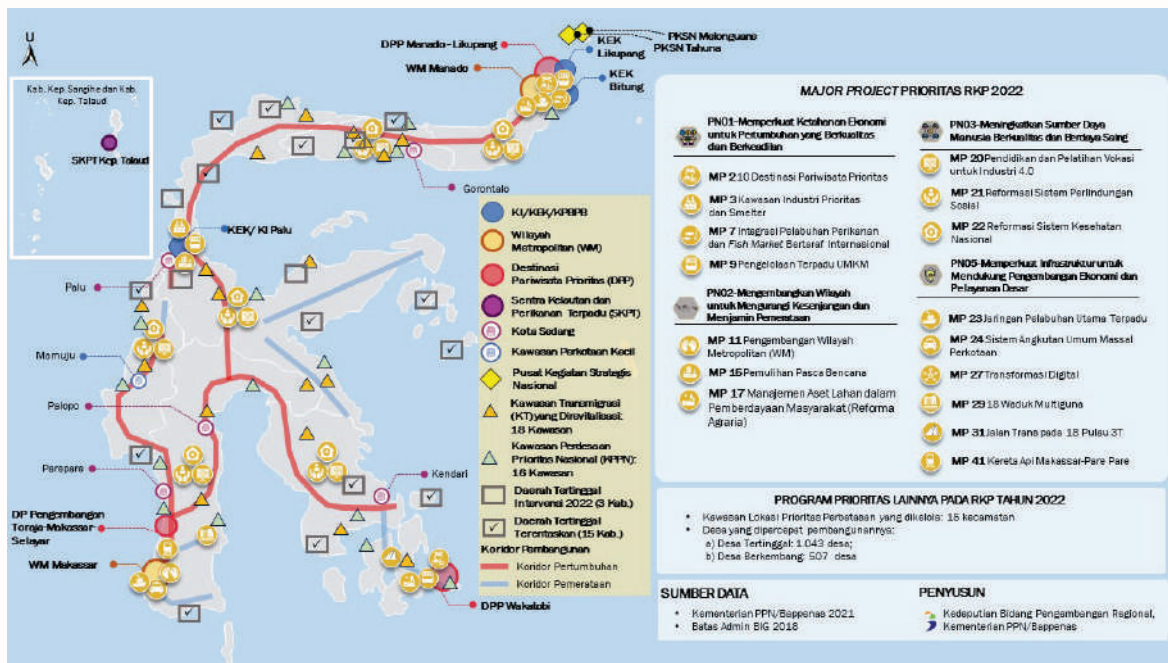 U
Kab. Kep. Sangihe dan Kab.
Kep. Talaud
SKPT Kep. Talaud
DPP Manado-Likupang
WM Manado
PKSN Melonguane
PKSN Tahuna
KEK
Likupang
KEK
Bitung
Gorontalo
KEK/ KI Palu
Palu
Mamuju
Palopo
Parepare
Kendari
DP Pengembangan
Toraja-Makassar-
Selayar
WM Makassar
DPP Wakatobi
KI/KEK/KPBPB
Wilayah
Metropolitan (WM)
Destinasi
Pariwisata Prioritas (DPP)
Sentra Kelautan dan
Perikanan Terpadu (SKPT)
Kota Sedang
Kawasan Perkotaan Kecil
Pusat Kegiatan Strategis
Nasional
Kawasan Transmigrasi
(KT) yang Direvitalisasi:
18 Kawasan
Kawasan Perdesaan
Prioritas Nasional (KPPN):
16 Kawasan
Daerah Tertinggal
Intervensi 2022 (3 Kab.)
Daerah Tertinggal
Terentaskan (15 Kab.)
Koridor Pembangunan
Koridor Pertumbuhan
Koridor Pemerataan
MAJOR PROJECT PRIORITAS RKP 2022
PN01-Memperkuat Ketahanan Ekonomi
untuk Pertumbuhan yang Berkualitas
dan Berkeadilan
MP 2 10 Destinasi Pariwisata Prioritas
MP 3 Kawasan Industri Prioritas
dan Smelter
MP 7 Integrasi Pelabuhan Perikanan
dan Fish Market Bertaraf Internasional
MP 9 Pengelolaan Terpadu UMKM
PN02-Mengembangkan Wilayah
untuk Mengurangi Kesenjangan dan
Menjamin Pemerataan
MP 11 Pengembangan Wilayah
Metropolitan (WM)
MP 16 Pemulihan Pasca Bencana
MP 17 Manajemen Aset Lahan dalam
Pemberdayaan Masyarakat (Reforma
Agraria)
PN03-Meningkatkan Sumber Daya
Manusia Berkualitas dan Berdaya Saing
MP 20 Pendidikan dan Pelatihan Vokasi
untuk Industri 4.0
MP 21 Reformasi Sistem Perlindungan
Sosial
MP 22 Reformasi Sistem Kesehatan
Nasional
PN05-Memperkuat Infrastruktur untuk
Mendukung Pengembangan Ekonomi dan
Pelayanan Dasar
MP 23 Jaringan Pelabuhan Utama Terpadu
MP 24 Sistem Angkutan Umum Massal
Perkotaan
MP 27 Transformasi Digital
MP 29 18 Waduk Multiguna
MP 31 Jalan Trans pada 18 Pulau 3T
MP 41 Kereta Api Makassar-Pare Pare
PROGRAM PRIORITAS LAINNYA PADA RKP TAHUN 2022
• Kawasan Lokasi Prioritas Perbatasan yang dikelola: 18 kecamatan
• Desa yang dipercepat pembangunannya:
a) Desa Tertinggal: 1.043 desa;
b) Desa Berkembang: 507 desa
SUMBER DATA
• Kementerian PPN/Bappenas 2021
• Batas Admin BIG 2018
PENYUSUN
Kedeputian Bidang Pengembangan Regional,
Kementerian PPN/Bappenas